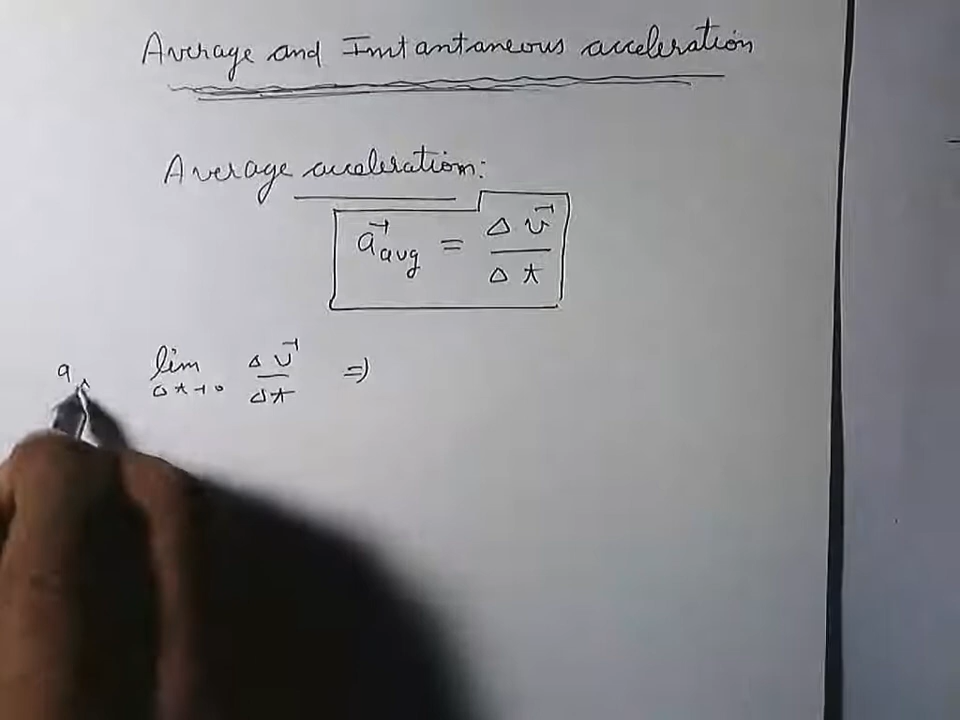 Average and Instantaneous acceleration
Average acceleration:
a⃗avg = Δv⃗/Δt
a lim Δt→0 Δv⃗/Δt ⇒